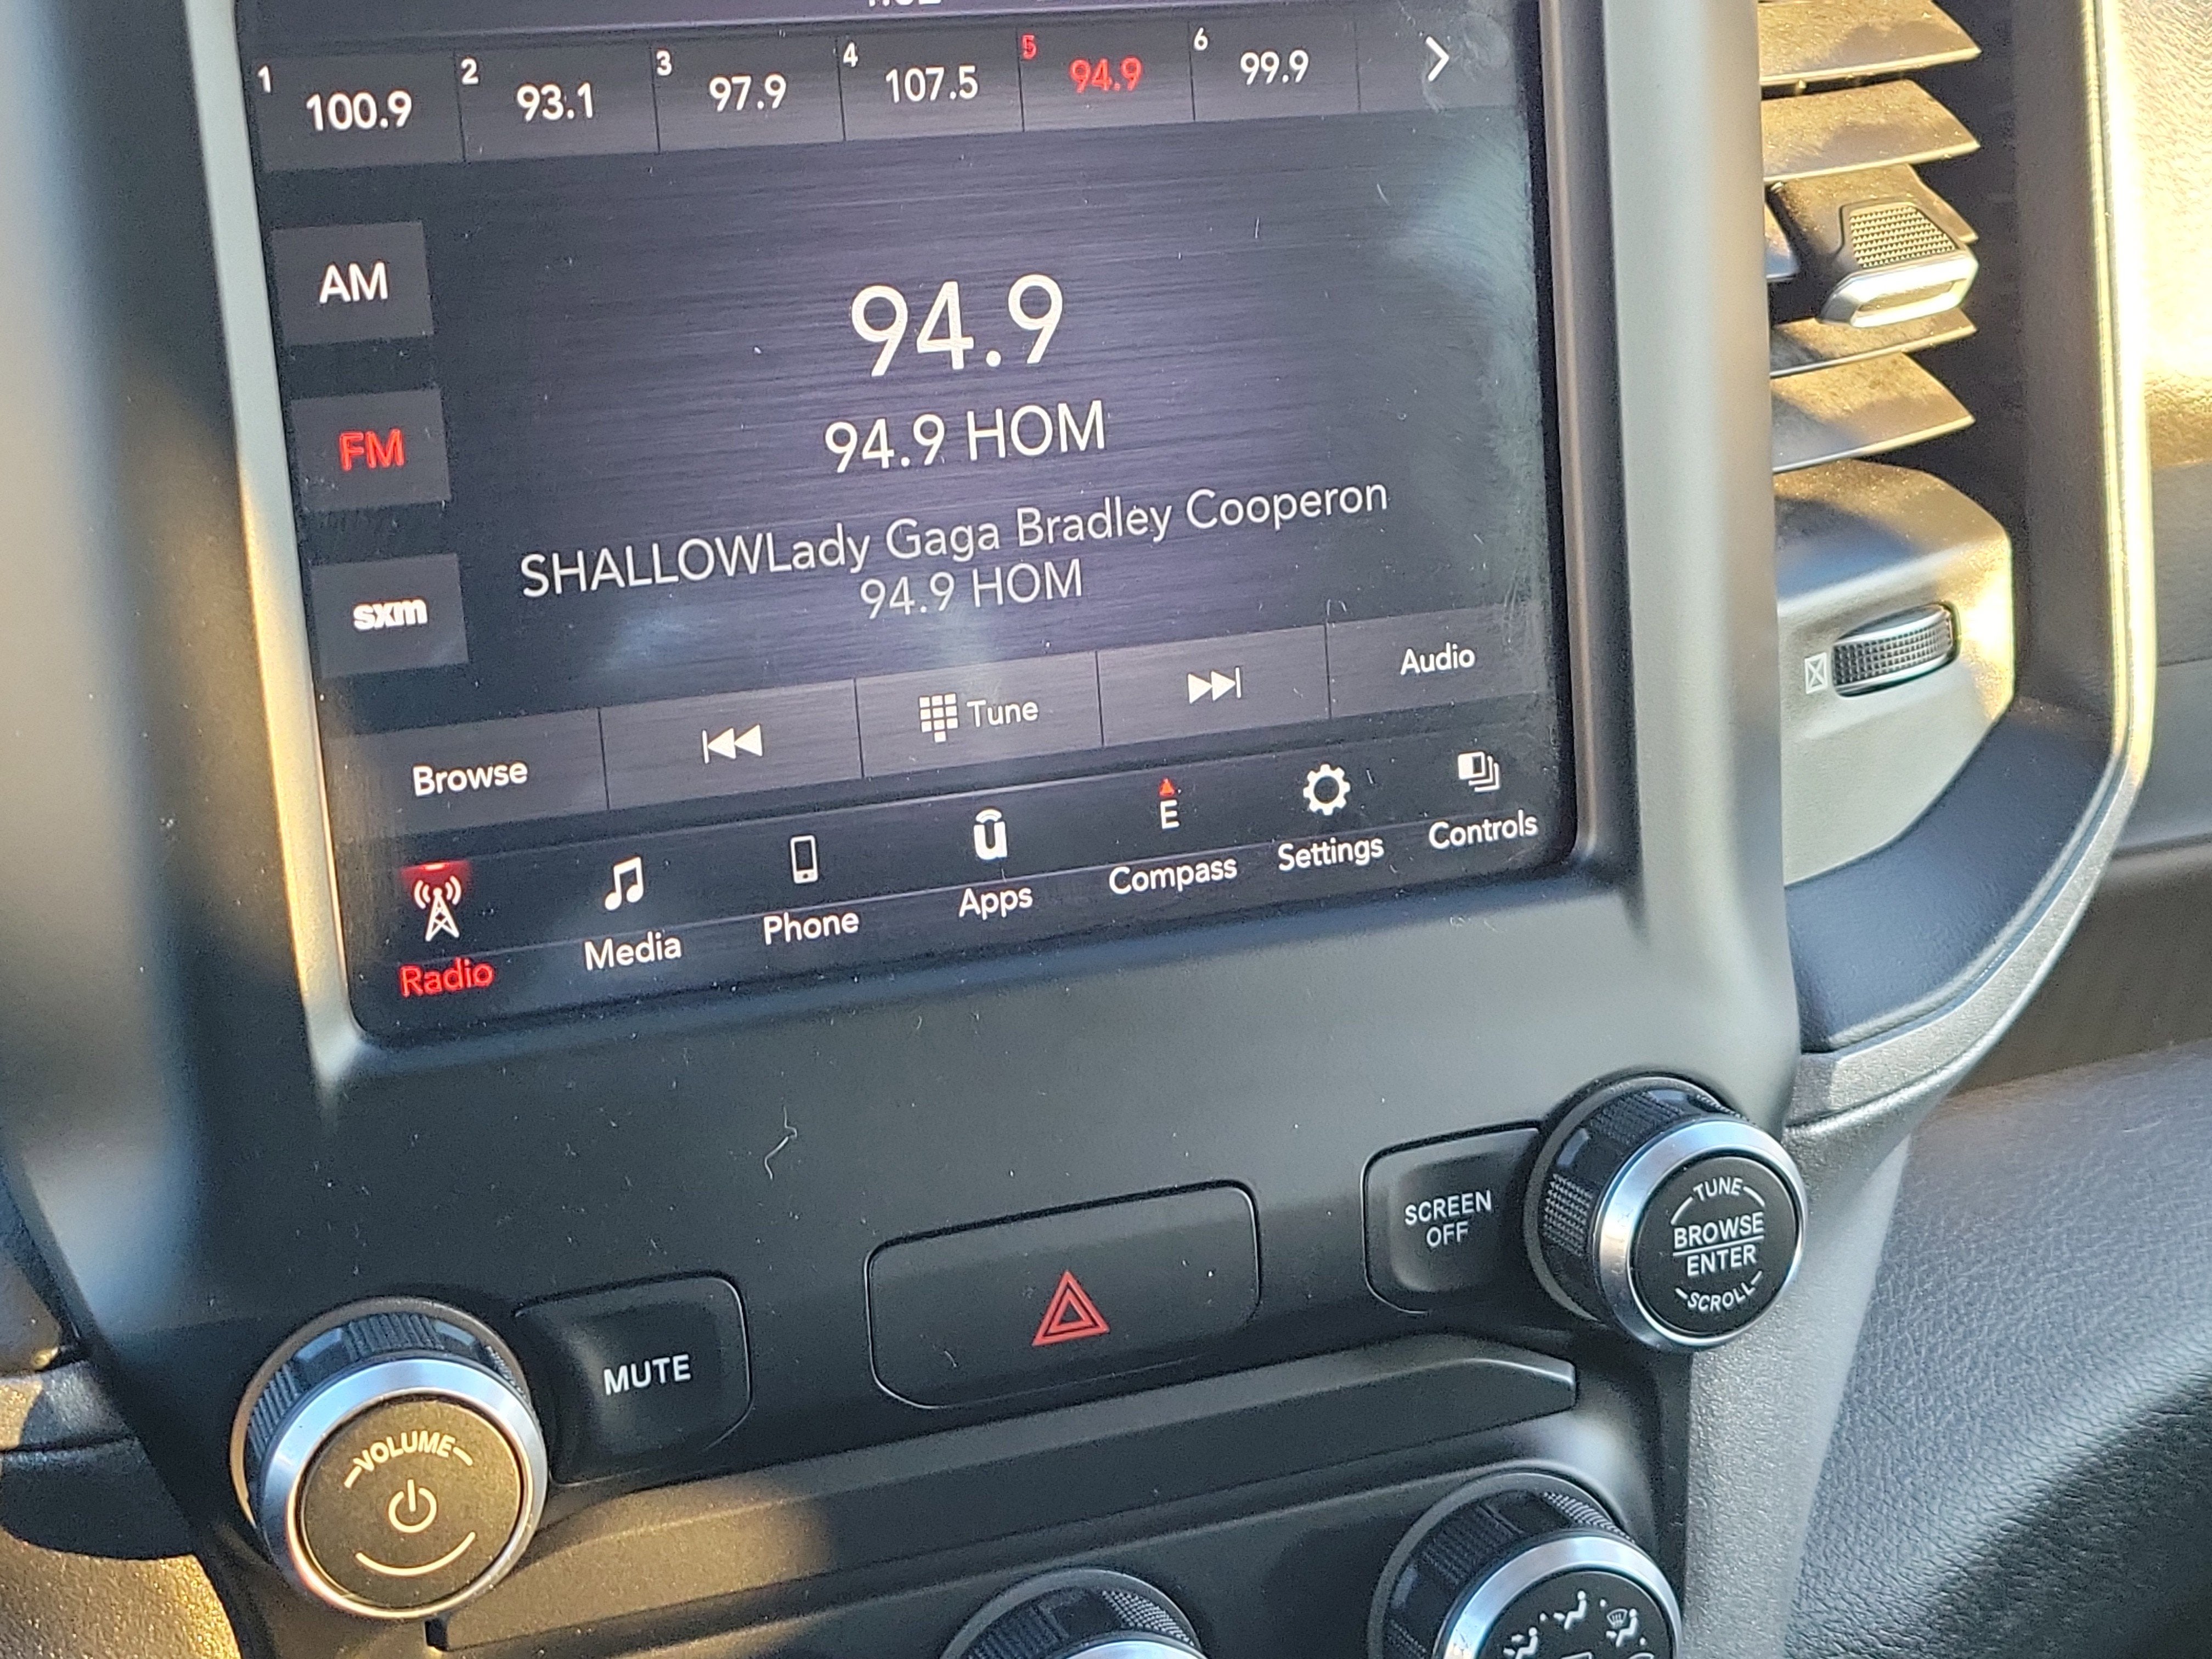 1 100.9 2 93.1 3 97.9 4 107.5 5 94.9 6 99.9
AM
94.9
FM
94.9 HOM
SHALLOWLady Gaga Bradley Cooperon
94.9 HOM
sxm
Browse Tune Audio
E
Radio Media Phone Apps Compass Settings Controls
MUTE
SCREEN
OFF
TUNE
BROWSE
ENTER
SCROLL
VOLUME